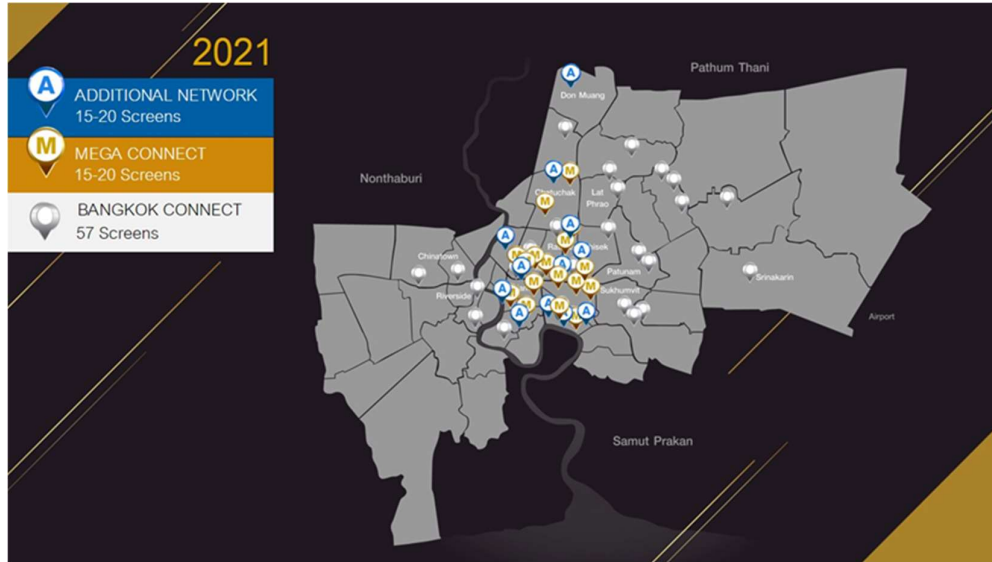 2021
A
ADDITIONAL NETWORK
15-20 Screens
M
MEGA CONNECT
15-20 Screens
BANGKOK CONNECT
57 Screens
Pathum Thani
Don Muang
Nonthaburi
Chatuchak
Lat
Phrao
Chinatown
Patunam
Srinakarin
Riverside
Sukhumvit
Airport
Samut Prakan